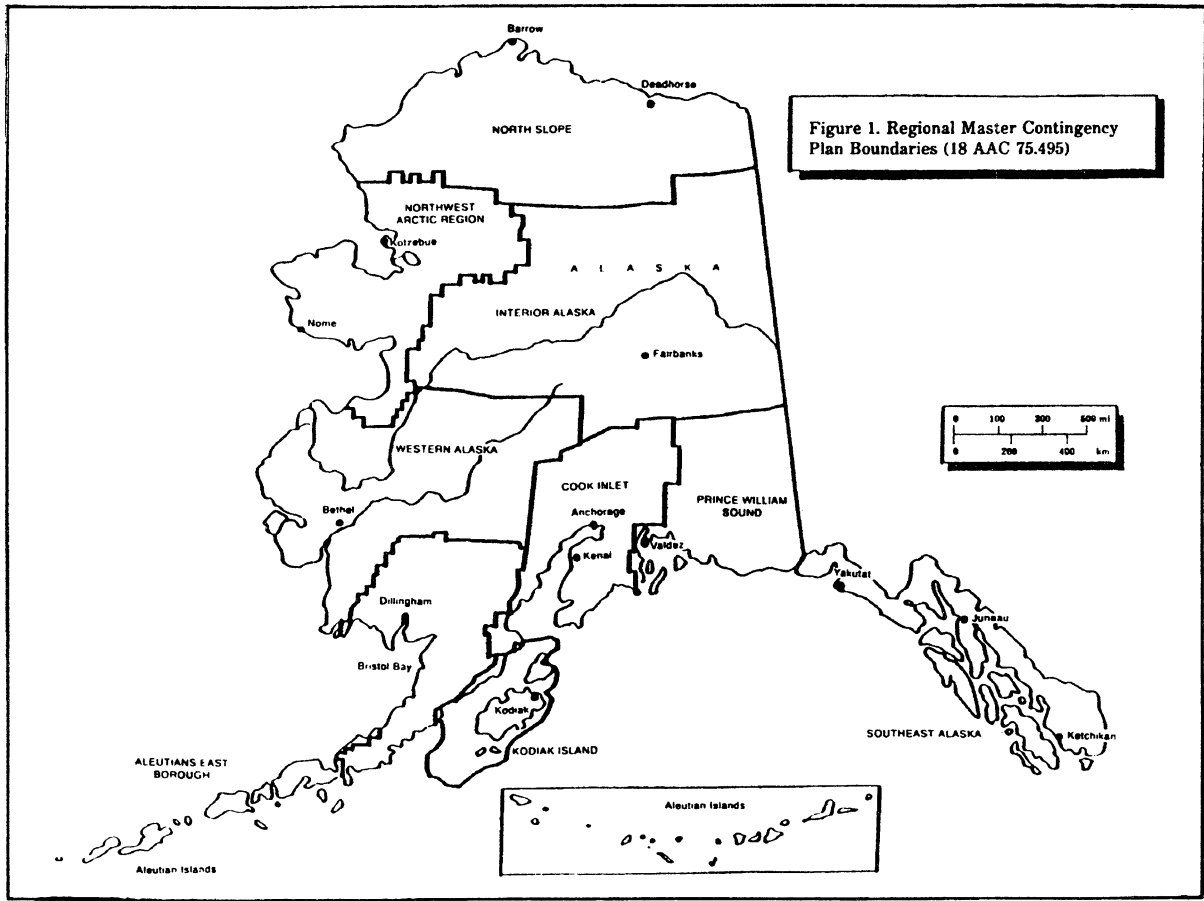 Barrow
Deadhorse
NORTH SLOPE
Figure 1. Regional Master Contingency
Plan Boundaries (18 AAC 75.495)
NORTHWEST
ARCTIC REGION
Kotzebue
A L A S K A
INTERIOR ALASKA
Nome
Fairbanks
0 100 300 500 mi
0 200 400 km
WESTERN ALASKA
COOK INLET
PRINCE WILLIAM
SOUND
Bethel
Anchorage
Valdez
Kenai
Yakutat
Dillingham
Juneau
Bristol Bay
Kodiak
KODIAK ISLAND
SOUTHEAST ALASKA
Ketchikan
ALEUTIANS EAST
BOROUGH
Aleutian Islands
Aleutian Islands